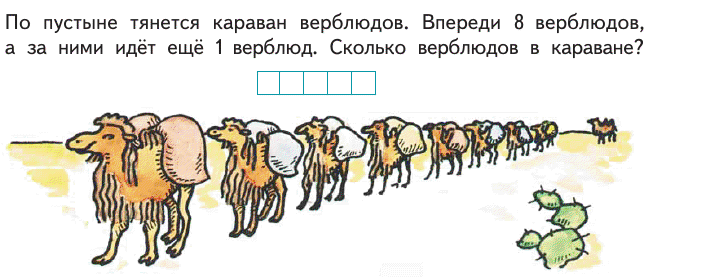 По пустыне тянется караван верблюдов. Впереди 8 верблюдов,
а за ними идёт ещё 1 верблюд. Сколько верблюдов в караване?